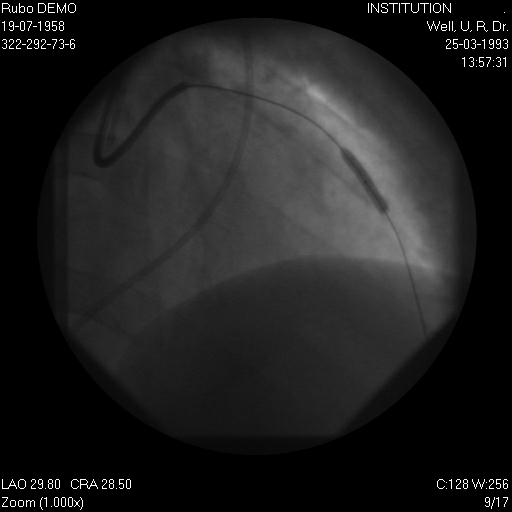 Rubo DEMO
19-07-1958
322-292-73-6
INSTITUTION .
Well, U, R, Dr.
25-03-1993
13:57:31
LAO 29.80 CRA 28.50
Zoom (1.000x)
C:128 W:256
9/17